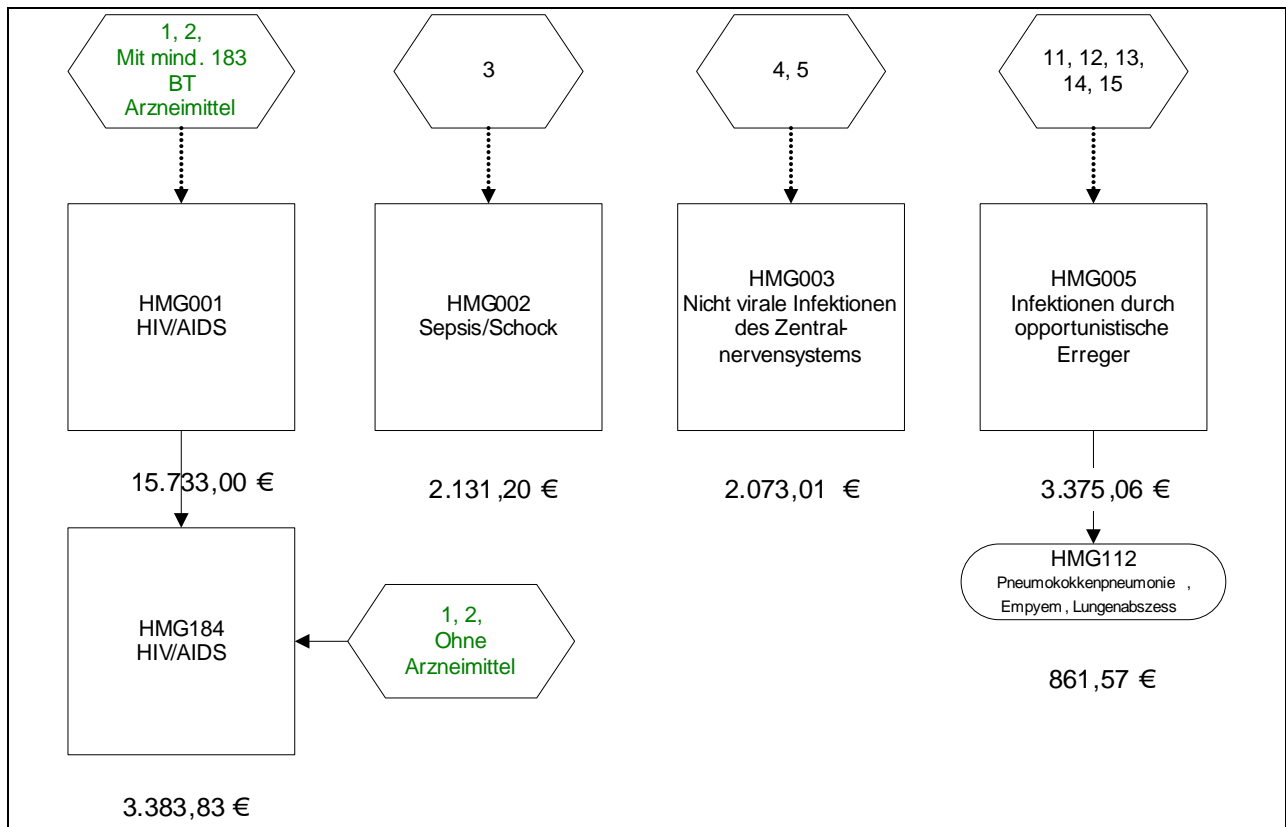 1, 2,
Mit mind. 183
BT
Arzneimittel
3
4, 5
11, 12, 13,
14, 15
HMG001
HIV/AIDS
HMG002
Sepsis/Schock
HMG003
Nicht virale Infektionen
des Zentral-
nervensystems
HMG005
Infektionen durch
opportunistische
Erreger
15.733,00 €
2.131,20 €
2.073,01 €
3.375,06 €
HMG184
HIV/AIDS
1, 2,
Ohne
Arzneimittel
HMG112
Pneumokokkenpneumonie ,
Empyem , Lungenabszess
861,57 €
3.383,83 €